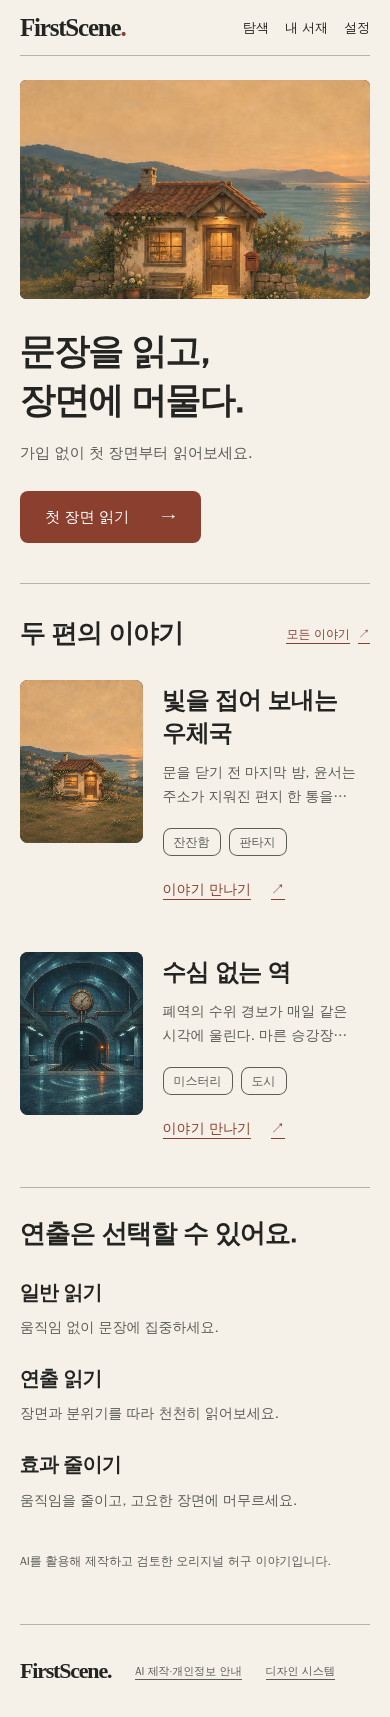 FirstScene.
탐색 내 서재 설정
문장을 읽고,
장면에 머물다.
가입 없이 첫 장면부터 읽어보세요.
첫 장면 읽기 →
두 편의 이야기
모든 이야기 ↗
빛을 접어 보내는
우체국
문을 닫기 전 마지막 밤, 윤서는
주소가 지워진 편지 한 통을…
잔잔함 판타지
이야기 만나기 ↗
수심 없는 역
폐역의 수위 경보가 매일 같은
시각에 울린다. 마른 승강장…
미스터리 도시
이야기 만나기 ↗
연출은 선택할 수 있어요.
일반 읽기
움직임 없이 문장에 집중하세요.
연출 읽기
장면과 분위기를 따라 천천히 읽어보세요.
효과 줄이기
움직임을 줄이고, 고요한 장면에 머무르세요.
AI를 활용해 제작하고 검토한 오리지널 허구 이야기입니다.
FirstScene.
AI 제작·개인정보 안내
디자인 시스템